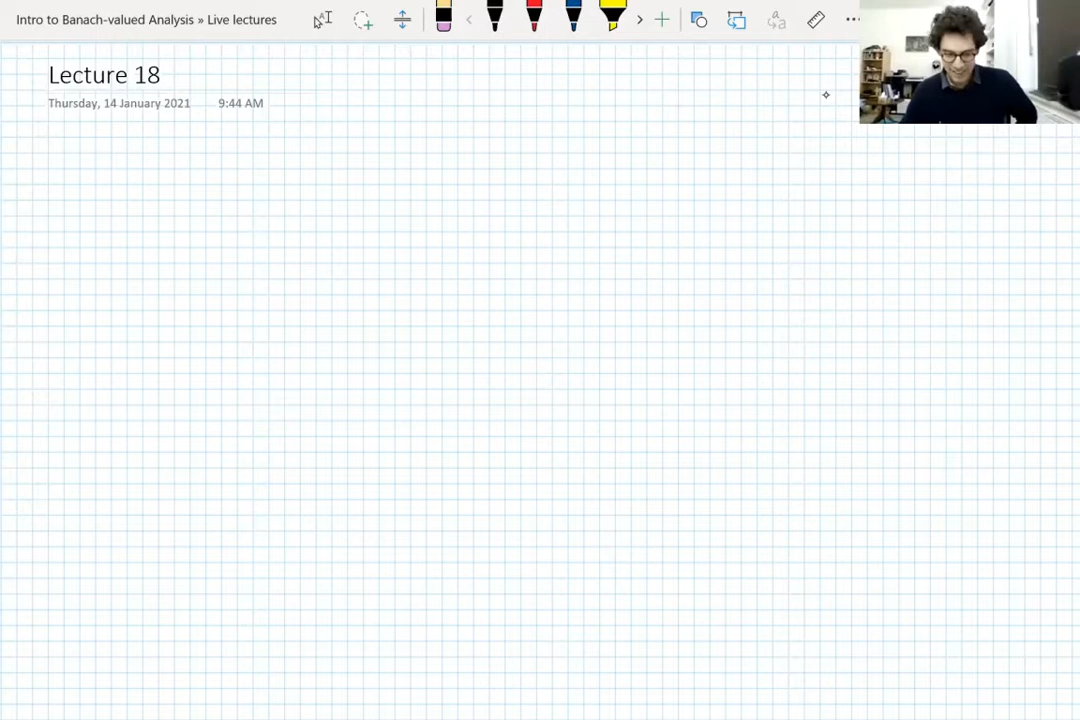 Intro to Banach-valued Analysis » Live lectures
Lecture 18
Thursday, 14 January 2021 9:44 AM